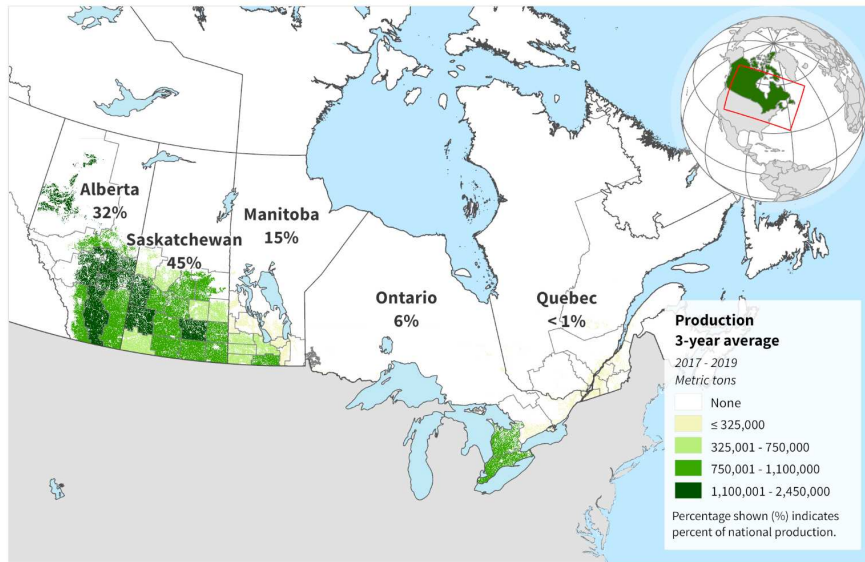 Alberta
32%
Saskatchewan
45%
Manitoba
15%
Ontario
6%
Quebec
< 1%
Production
3-year average
2017 - 2019
Metric tons
None
≤ 325,000
325,001 - 750,000
750,001 - 1,100,000
1,100,001 - 2,450,000
Percentage shown (%) indicates
percent of national production.